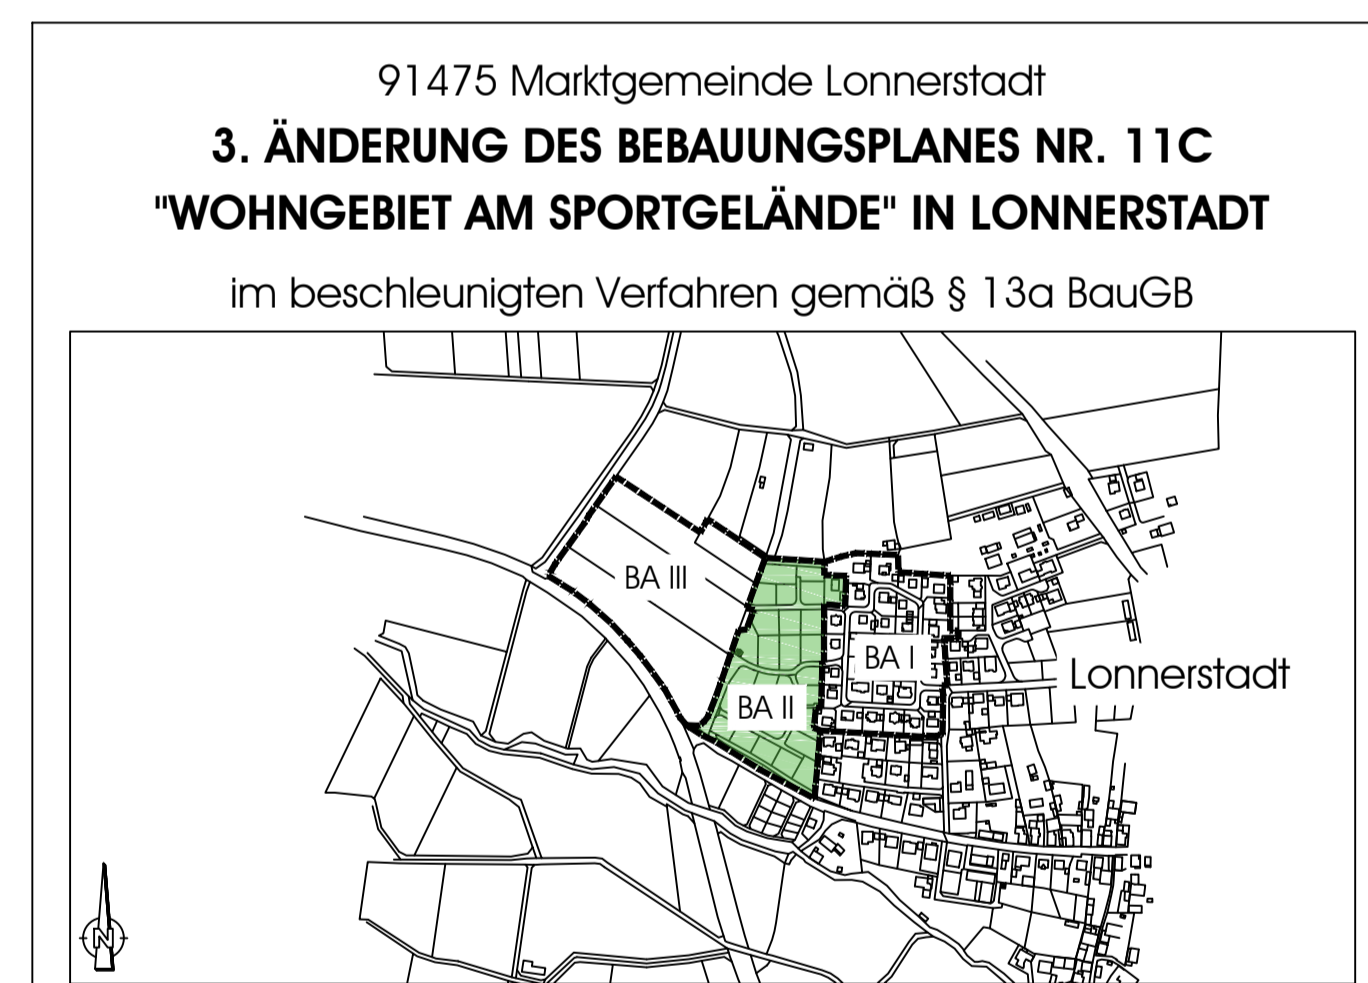 91475 Marktgemeinde Lonnerstadt
3. ÄNDERUNG DES BEBAUUNGSPLANES NR. 11C
"WOHNGEBIET AM SPORTGELÄNDE" IN LONNERSTADT
im beschleunigten Verfahren gemäß § 13a BauGB
BA III
BA I
Lonnerstadt
BA II
N